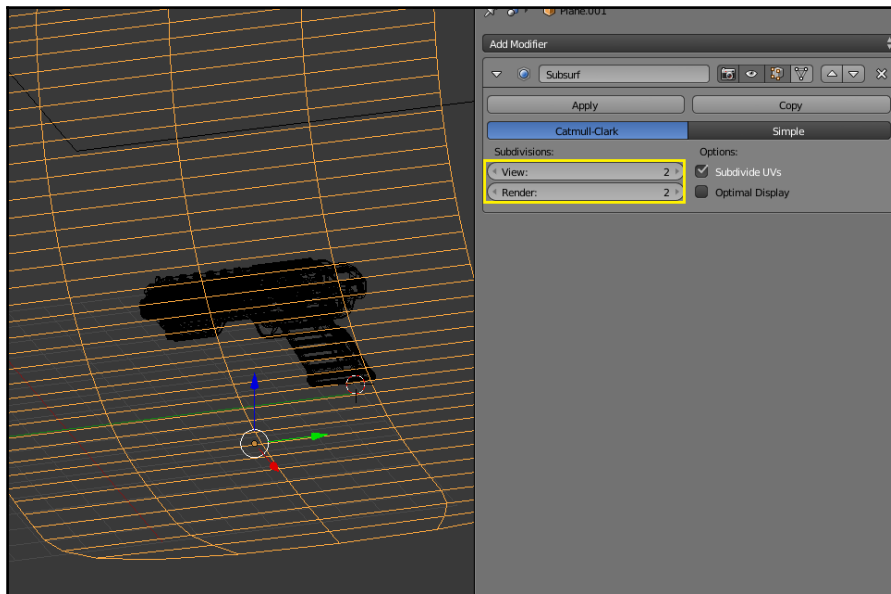 Plane.001
Add Modifier
Subsurf
Apply Copy
Catmull-Clark Simple
Subdivisions: Options:
View: 2 Subdivide UVs
Render: 2 Optimal Display